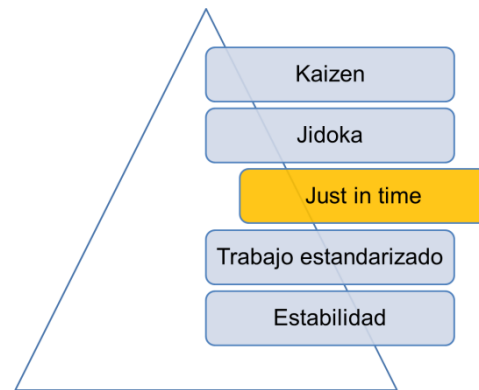 Kaizen
Jidoka
Just in time
Trabajo estandarizado
Estabilidad